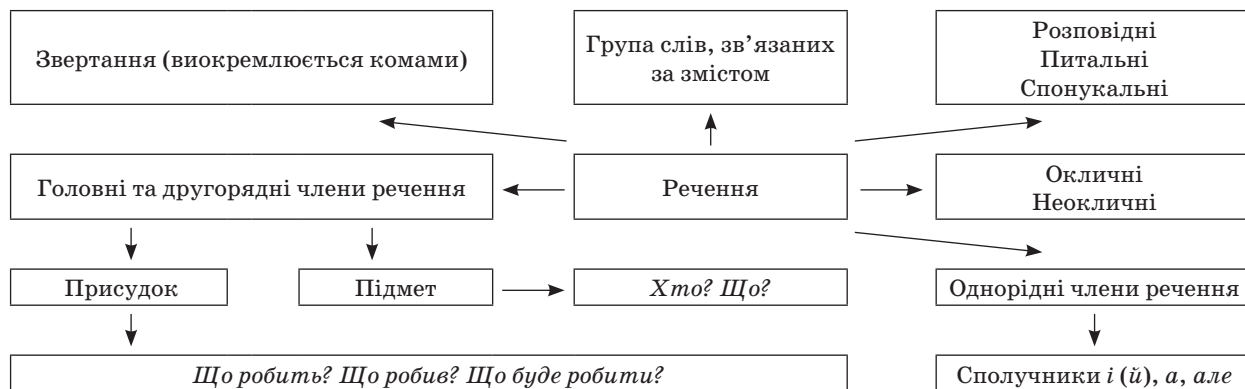 Звертання (виокремлюється комами)
Група слів, зв’язаних
за змістом
Розповідні
Питальні
Спонукальні
Головні та другорядні члени речення
Речення
Окличні
Неокличні
Присудок
Підмет
Хто? Що?
Однорідні члени речення
Що робить? Що робив? Що буде робити?
Сполучники і (й), а, але